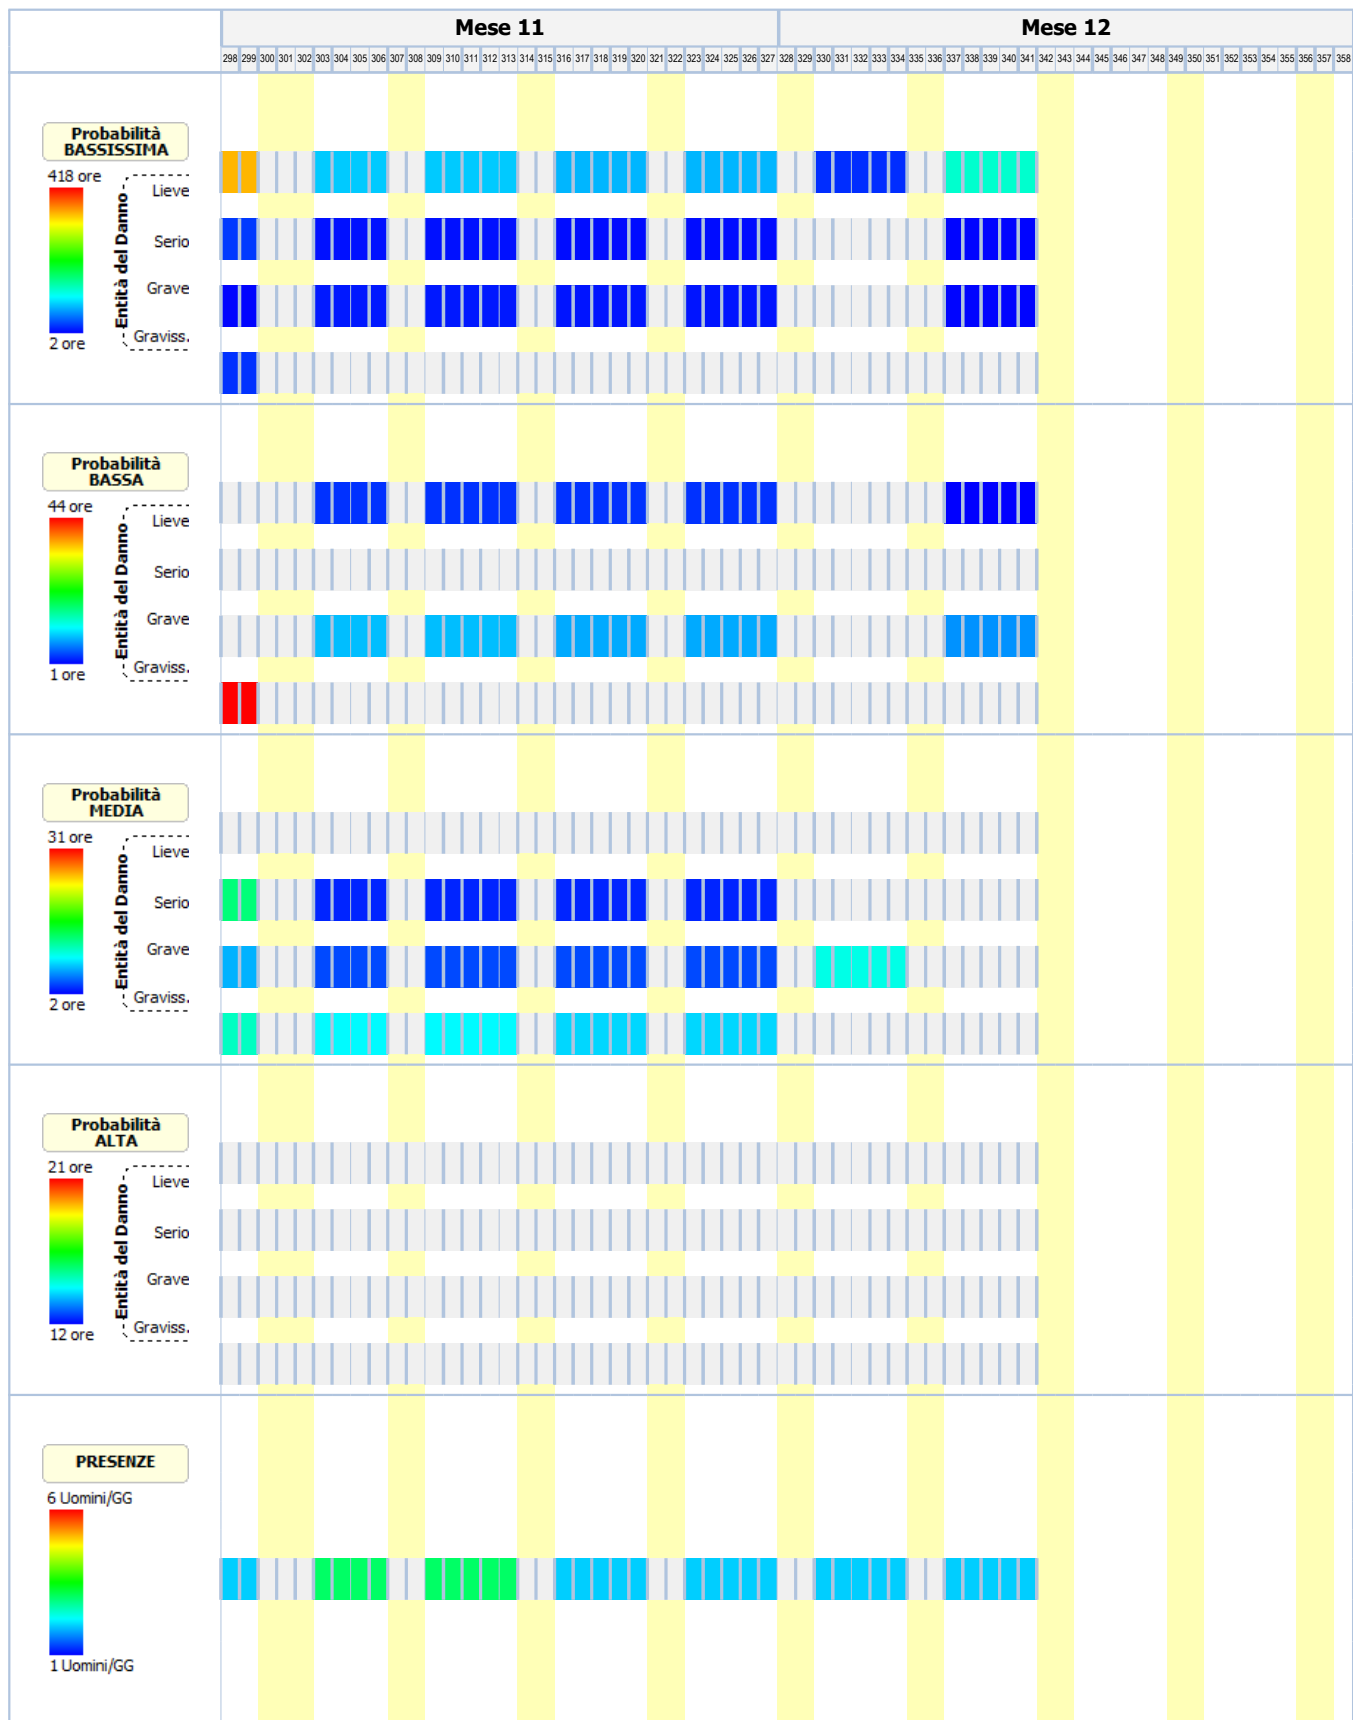 Mese 11 Mese 12
298 299 300 301 302 303 304 305 306 307 308 309 310 311 312 313 314 315 316 317 318 319 320 321 322 323 324 325 326 327 328 329 330 331 332 333 334 335 336 337 338 339 340 341 342 343 344 345 346 347 348 349 350 351 352 353 354 355 356 357 358
Probabilità
BASSISSIMA
418 ore
Entità del Danno
Lieve
Serio
Grave
Graviss.
2 ore
Probabilità
BASSA
44 ore
Entità del Danno
Lieve
Serio
Grave
Graviss.
1 ore
Probabilità
MEDIA
31 ore
Entità del Danno
Lieve
Serio
Grave
Graviss.
2 ore
Probabilità
ALTA
21 ore
Entità del Danno
Lieve
Serio
Grave
Graviss.
12 ore
PRESENZE
6 Uomini/GG
1 Uomini/GG